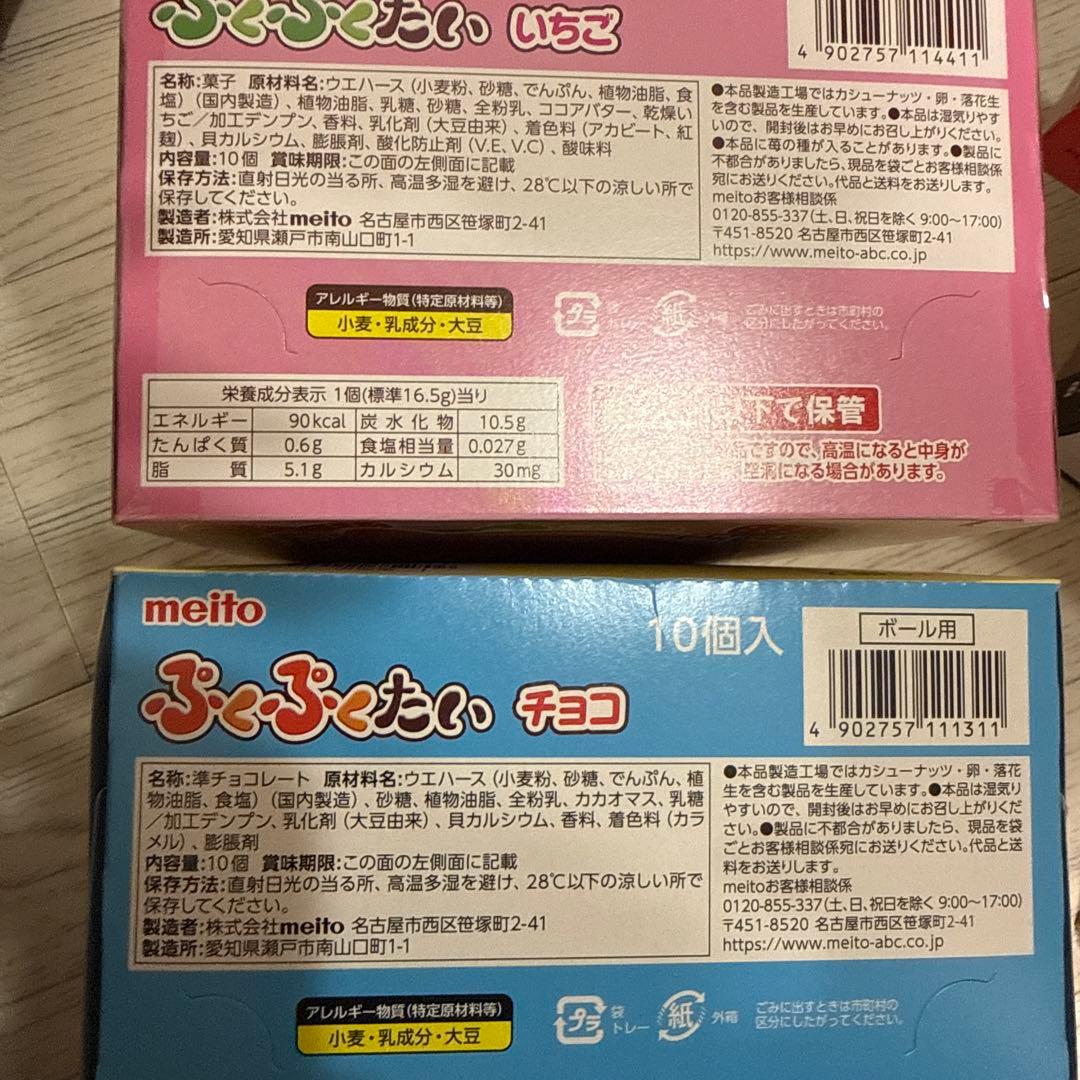 ぷくぷくたい いちご
4 902757 114411
名称:菓子 原材料名:ウエハース(小麦粉、砂糖、でんぷん、植物油脂、食
塩)(国内製造)、植物油脂、乳糖、砂糖、全粉乳、ココアバター、乾燥い
ちご/加工デンプン、香料、乳化剤(大豆由来)、着色料(アカビート、紅
麹)、貝カルシウム、膨脹剤、酸化防止剤(V.E、V.C)、酸味料
内容量:10個 賞味期限:この面の左側面に記載
保存方法:直射日光の当る所、高温多湿を避け、28℃以下の涼しい所で
保存してください。
製造者:株式会社meito 名古屋市西区笹塚町2-41
製造所:愛知県瀬戸市南山口町1-1
●本品製造工場ではカシューナッツ・卵・落花生
を含む製品を生産しています。●本品は湿気りやす
いので、開封後はお早めにお召し上がりください。
●本品に苺の種が入ることがあります。●製品に
不都合がありましたら、現品を袋ごとお客様相談係
宛にお送りください。代品と送料をお送りします。
meitoお客様相談係
0120-855-337(土、日、祝日を除く 9:00〜17:00)
〒451-8520 名古屋市西区笹塚町2-41
https://www.meito-abc.co.jp
アレルギー物質(特定原材料等)
小麦・乳成分・大豆
プラ
トレー
紙
外箱
ごみに出すときは市町村の
区分にしたがってください。
栄養成分表示 1個(標準16.5g)当り
エネルギー 90kcal 炭水化物 10.5g
たんぱく質 0.6g 食塩相当量 0.027g
脂質 5.1g カルシウム 30mg
下で保管
ですので、高温になると中身が
空洞になる場合があります。
meito
10個入
ボール用
ぷくぷくたい チョコ
4 902757 111311
名称:準チョコレート 原材料名:ウエハース(小麦粉、砂糖、でんぷん、植
物油脂、食塩)(国内製造)、砂糖、植物油脂、全粉乳、カカオマス、乳糖
/加工デンプン、乳化剤(大豆由来)、貝カルシウム、香料、着色料(カラ
メル)、膨脹剤
内容量:10個 賞味期限:この面の左側面に記載
保存方法:直射日光の当る所、高温多湿を避け、28℃以下の涼しい所で
保存してください。
製造者:株式会社meito 名古屋市西区笹塚町2-41
製造所:愛知県瀬戸市南山口町1-1
●本品製造工場ではカシューナッツ・卵・落花
生を含む製品を生産しています。●本品は湿気り
やすいので、開封後はお早めにお召し上がりくだ
さい。●製品に不都合がありましたら、現品を袋
ごとお客様相談係宛にお送りください。代品と送
料をお送りします。
meitoお客様相談係
0120-855-337(土、日、祝日を除く 9:00〜17:00)
〒451-8520 名古屋市西区笹塚町2-41
https://www.meito-abc.co.jp
アレルギー物質(特定原材料等)
小麦・乳成分・大豆
プラ
袋
トレー
紙
外箱
ごみに出すときは市町村の
区分にしたがってください。